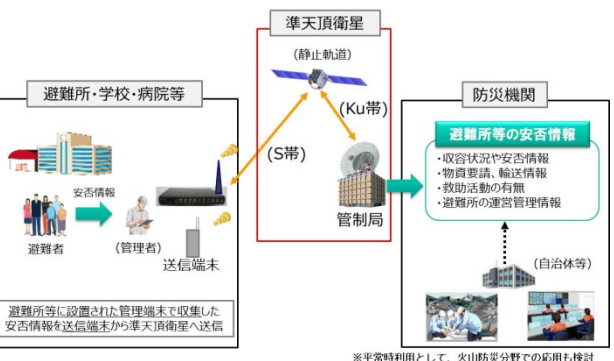 準天頂衛星
(静止軌道)
(Ku帯)
(S帯)
管制局
避難所・学校・病院等
安否情報
避難者
(管理者)
送信端末
避難所等に設置された管理端末で収集した
安否情報を送信端末から準天頂衛星へ送信
防災機関
避難所等の安否情報
・収容状況や安否情報
・物資要請、輸送情報
・救助活動の有無
・避難所の運営管理情報
(自治体等)
※平常時利用として、火山防災分野での応用も検討